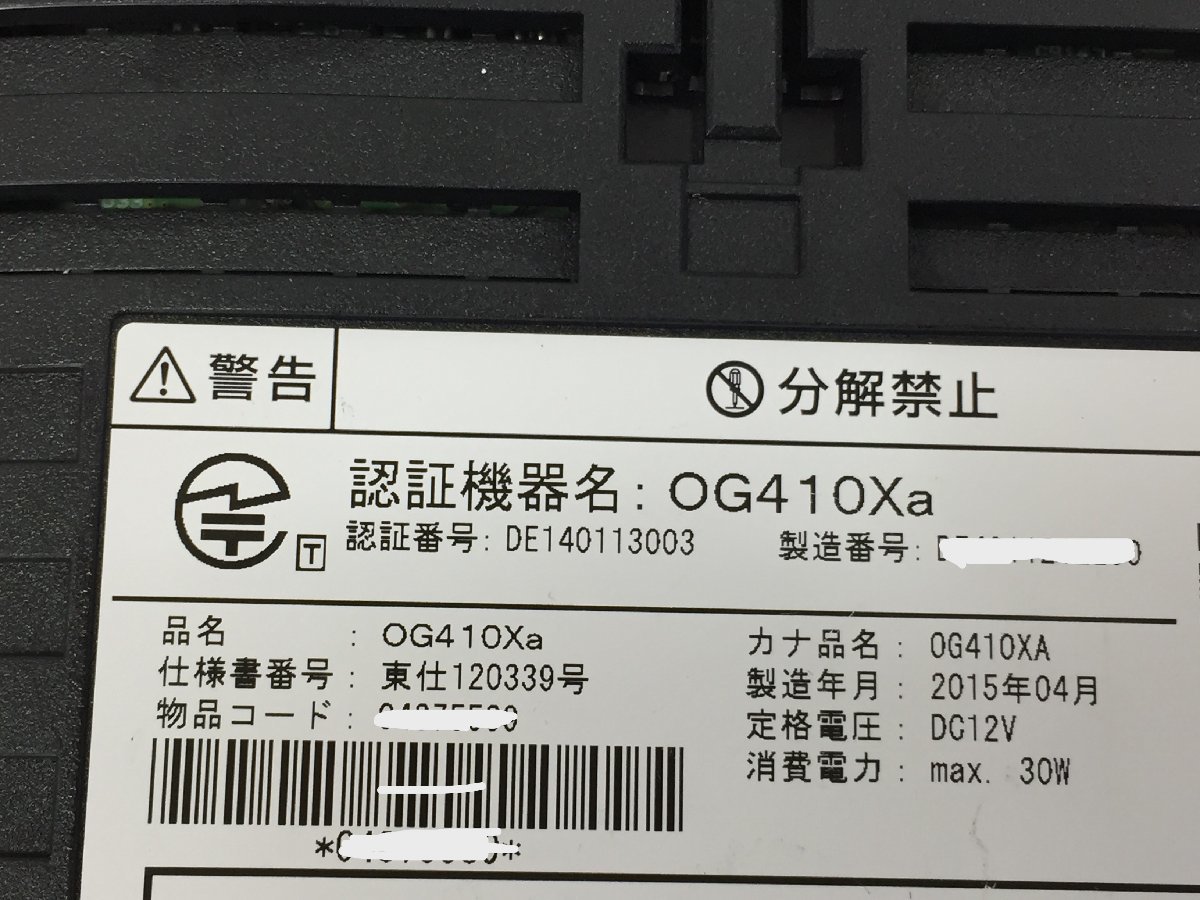 警告
分解禁止
認証機器名：OG410Xa
T
認証番号：DE140113003 製造番号：
品名 ：OG410Xa
仕様書番号：東仕120339号
物品コード：
カナ品名：OG410XA
製造年月：2015年04月
定格電圧：DC12V
消費電力：max. 30W